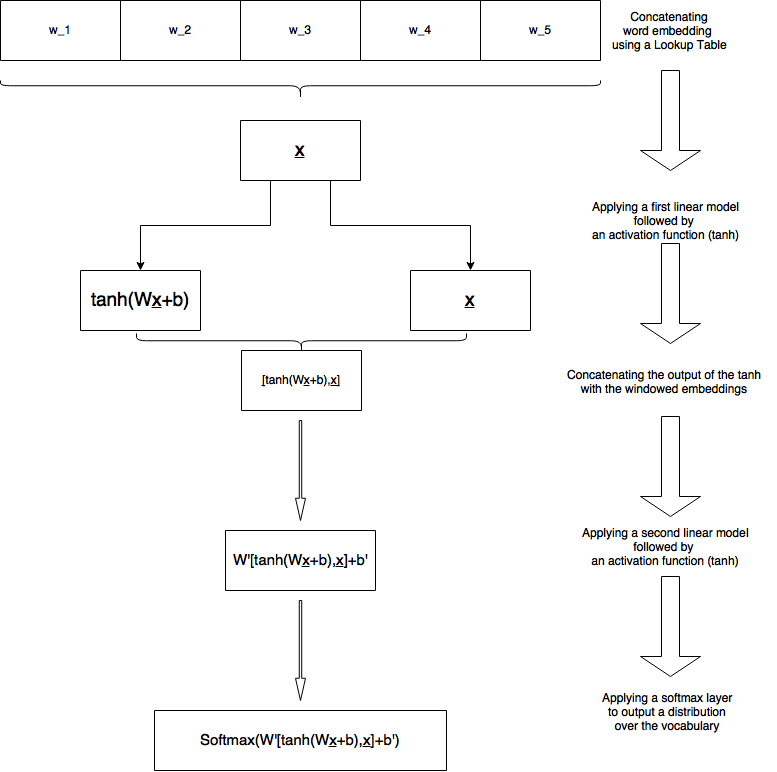 w_1 w_2 w_3 w_4 w_5
Concatenating
word embedding
using a Lookup Table
x
Applying a first linear model
followed by
an activation function (tanh)
tanh(Wx+b)
x
[tanh(Wx+b),x]
Concatenating the output of the tanh
with the windowed embeddings
W'[tanh(Wx+b),x]+b'
Applying a second linear model
followed by
an activation function (tanh)
Softmax(W'[tanh(Wx+b),x]+b')
Applying a softmax layer
to output a distribution
over the vocabulary